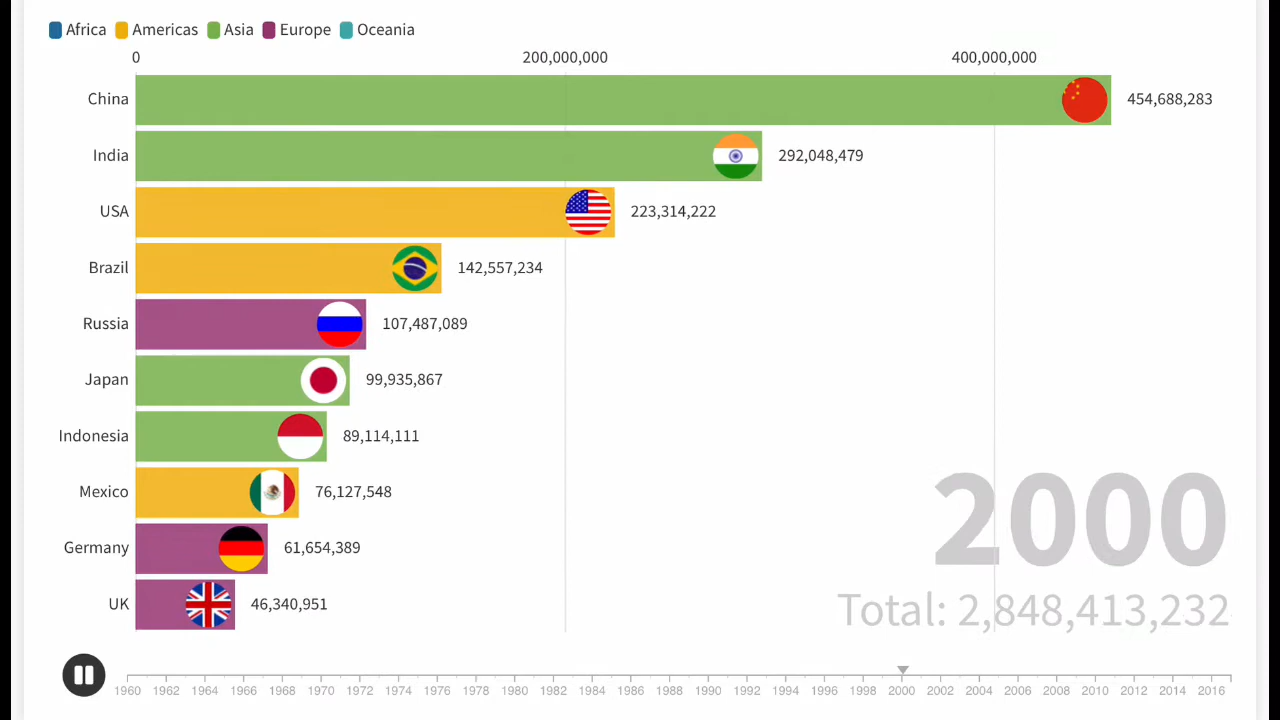 Africa Americas Asia Europe Oceania
0 200,000,000 400,000,000
China 454,688,283
India 292,048,479
USA 223,314,222
Brazil 142,557,234
Russia 107,487,089
Japan 99,935,867
Indonesia 89,114,111
Mexico 76,127,548
Germany 61,654,389
UK 46,340,951
2000
Total: 2,848,413,232
1960 1962 1964 1966 1968 1970 1972 1974 1976 1978 1980 1982 1984 1986 1988 1990 1992 1994 1996 1998 2000 2002 2004 2006 2008 2010 2012 2014 2016